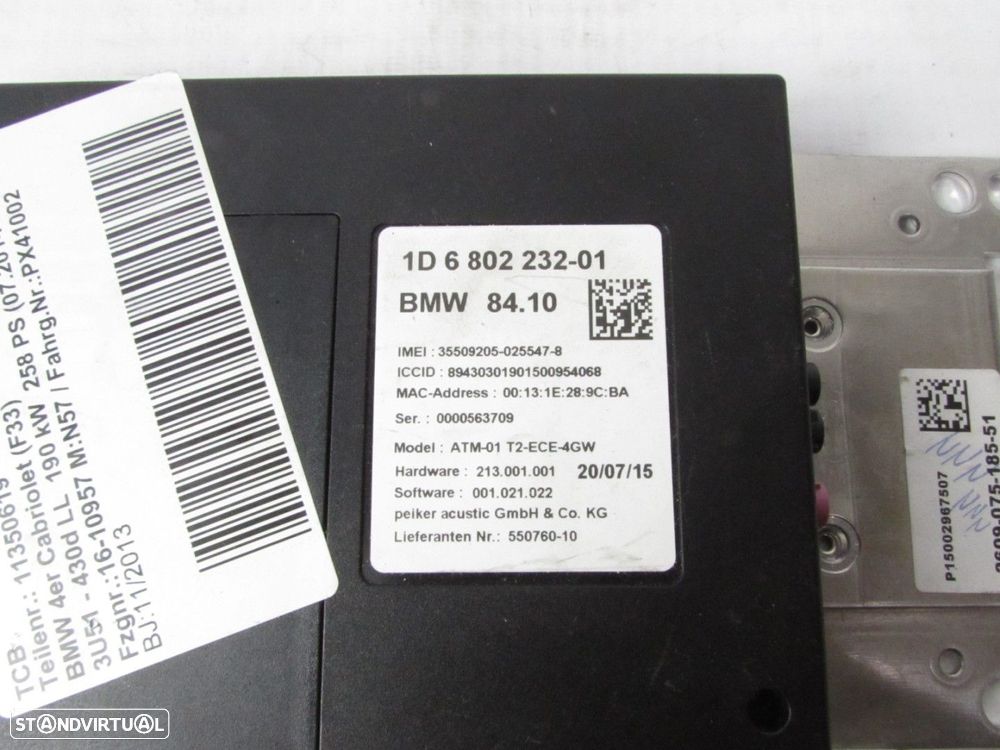 TCB
Teilenr.: 11350619
BMW 4er Cabriolet (F33)
3U51 - 430d LL 190 kW 258 PS (07.201
Fzgnr.:16-10957 M:N57 / Fahrg.Nr.:PX41002
BJ:11/2013
1D 6 802 232-01
BMW 84.10
IMEI : 35509205-025547-8
ICCID : 89430301901500954068
MAC-Address : 00:13:1E:28:9C:BA
Ser. : 0000563709
Model : ATM-01 T2-ECE-4GW
Hardware : 213.001.001 20/07/15
Software : 001.021.022
peiker acustic GmbH & Co. KG
Lieferanten Nr.: 550760-10
P15002967507
2609-075-185-51
STANDVIRTUAL